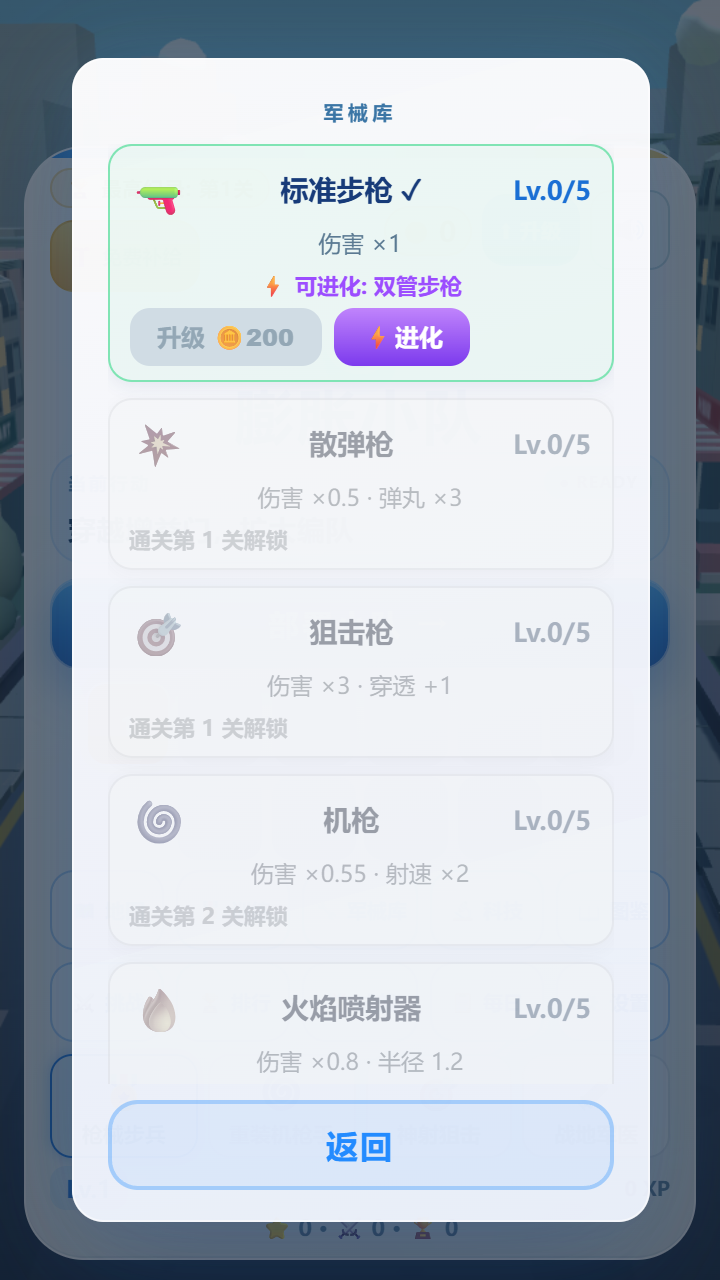 军械库
标准步枪 ✓ Lv.0/5
伤害 ×1
可进化: 双管步枪
升级 200 进化
散弹枪 Lv.0/5
伤害 ×0.5 · 弹丸 ×3
通关第 1 关解锁
狙击枪 Lv.0/5
伤害 ×3 · 穿透 +1
通关第 1 关解锁
机枪 Lv.0/5
伤害 ×0.55 · 射速 ×2
通关第 2 关解锁
火焰喷射器 Lv.0/5
伤害 ×0.8 · 半径 1.2
返回
XP
0 • 0 • 0